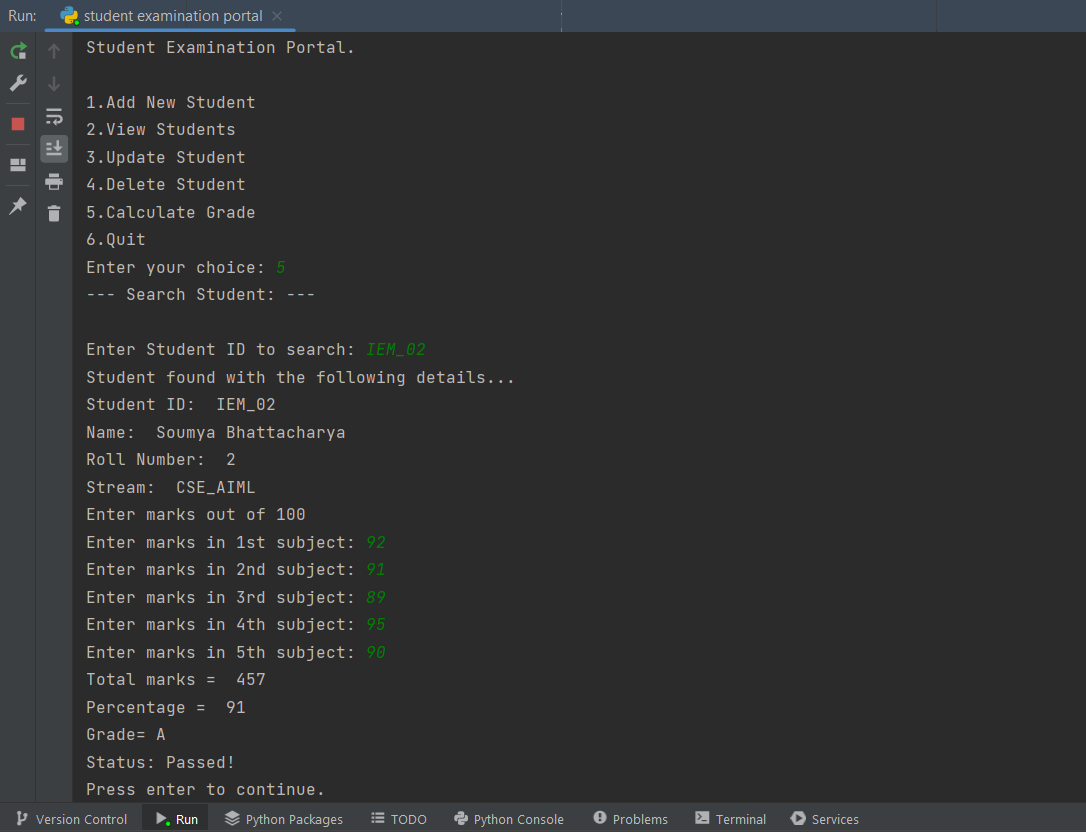 Run: student examination portal
Student Examination Portal.
1.Add New Student
2.View Students
3.Update Student
4.Delete Student
5.Calculate Grade
6.Quit
Enter your choice: 5
--- Search Student: ---
Enter Student ID to search: IEM_02
Student found with the following details...
Student ID:  IEM_02
Name:  Soumya Bhattacharya
Roll Number:  2
Stream:  CSE_AIML
Enter marks out of 100
Enter marks in 1st subject: 92
Enter marks in 2nd subject: 91
Enter marks in 3rd subject: 89
Enter marks in 4th subject: 95
Enter marks in 5th subject: 90
Total marks =  457
Percentage =  91
Grade= A
Status: Passed!
Press enter to continue.
Version Control Run Python Packages TODO Python Console Problems Terminal Services